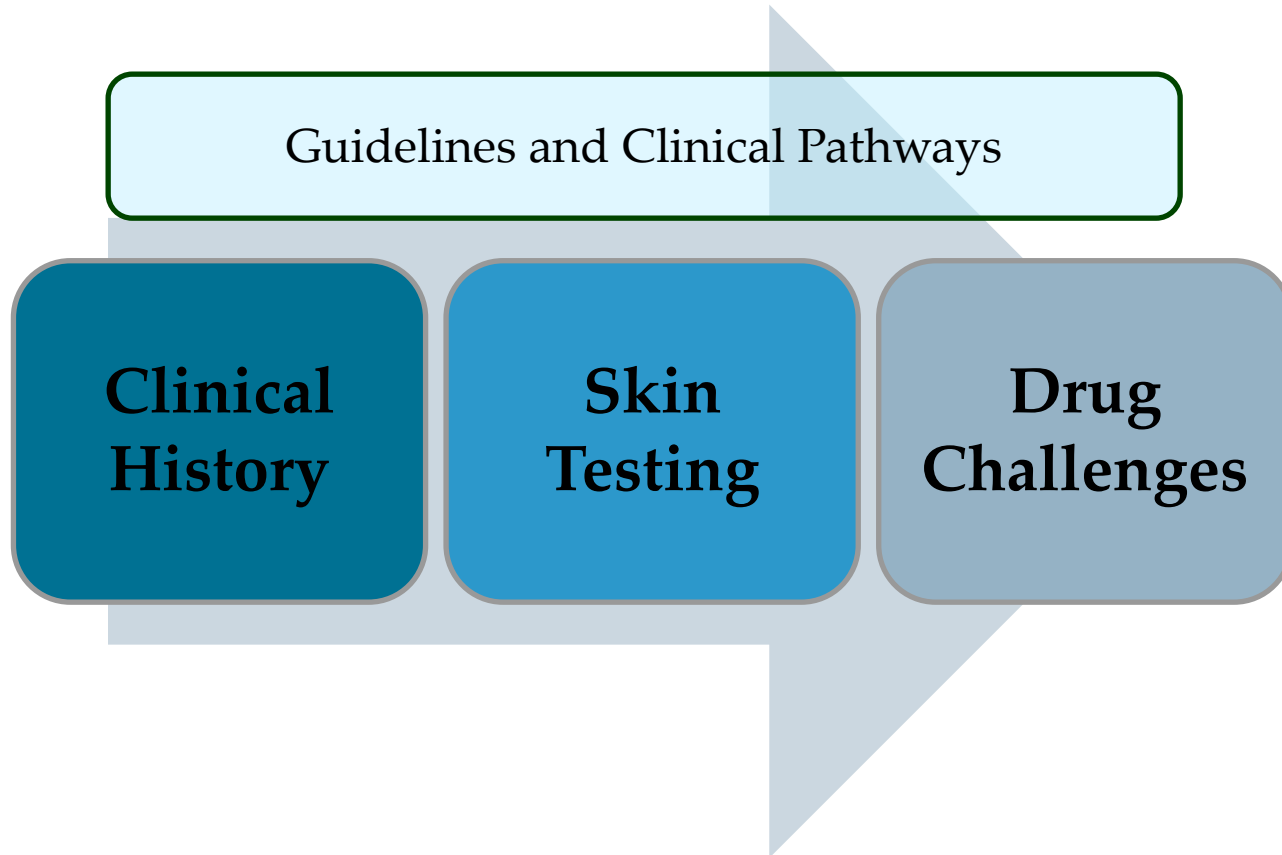 Guidelines and Clinical Pathways
Clinical
History
Skin
Testing
Drug
Challenges